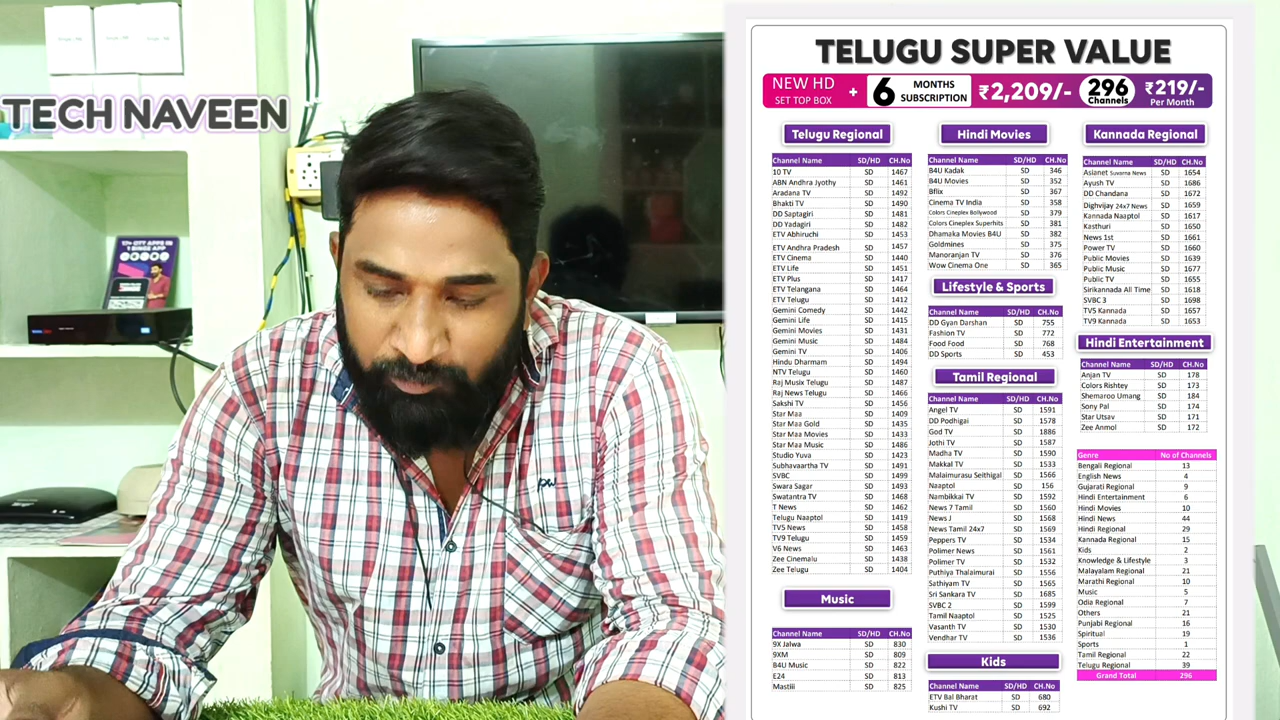 TECH NAVEEN
17+ OTT APPS IN
1 BINGE APP
TELUGU SUPER VALUE
NEW HD
SET TOP BOX
+
6
MONTHS
SUBSCRIPTION
₹2,209/-
296
Channels
₹219/-
Per Month
Telugu Regional
Channel Name SD/HD CH.No
10 TV SD 1467
ABN Andhra Jyothy SD 1461
Aradana TV SD 1492
Bhakti TV SD 1490
DD Saptagiri SD 1481
DD Yadagiri SD 1482
ETV Abhiruchi SD 1453
ETV Andhra Pradesh SD 1457
ETV Cinema SD 1440
ETV Life SD 1451
ETV Plus SD 1417
ETV Telangana SD 1464
ETV Telugu SD 1412
Gemini Comedy SD 1442
Gemini Life SD 1415
Gemini Movies SD 1431
Gemini Music SD 1484
Gemini TV SD 1406
Hindu Dharmam SD 1494
NTV Telugu SD 1460
Raj Musix Telugu SD 1487
Raj News Telugu SD 1466
Sakshi TV SD 1456
Star Maa SD 1409
Star Maa Gold SD 1435
Star Maa Movies SD 1433
Star Maa Music SD 1486
Studio Yuva SD 1423
Subhavaartha TV SD 1491
SVBC SD 1499
Swara Sagar SD 1493
Swatantra TV SD 1468
T News SD 1462
Telugu Naaptol SD 1419
TV5 News SD 1458
TV9 Telugu SD 1459
V6 News SD 1463
Zee Cinemalu SD 1438
Zee Telugu SD 1404
Music
Channel Name SD/HD CH.No
9X Jalwa SD 830
9XM SD 809
B4U Music SD 822
E24 SD 813
Mastiii SD 825
Hindi Movies
Channel Name SD/HD CH.No
B4U Kadak SD 346
B4U Movies SD 352
Bflix SD 367
Cinema TV India SD 358
Colors Cineplex Bollywood SD 379
Colors Cineplex Superhits SD 381
Dhamaka Movies B4U SD 382
Goldmines SD 375
Manoranjan TV SD 376
Wow Cinema One SD 365
Lifestyle & Sports
Channel Name SD/HD CH.No
DD Gyan Darshan SD 755
Fashion TV SD 772
Food Food SD 768
DD Sports SD 453
Tamil Regional
Channel Name SD/HD CH.No
Angel TV SD 1591
DD Podhigai SD 1578
God TV SD 1886
Jothi TV SD 1587
Madha TV SD 1590
Makkal TV SD 1533
Malaimurasu Seithigal SD 1566
Naaptol SD 156
Nambikkai TV SD 1592
News 7 Tamil SD 1560
News J SD 1568
News Tamil 24x7 SD 1569
Peppers TV SD 1534
Polimer News SD 1561
Polimer TV SD 1532
Puthiya Thalaimurai SD 1556
Sathiyam TV SD 1565
Sri Sankara TV SD 1685
SVBC 2 SD 1599
Tamil Naaptol SD 1525
Vasanth TV SD 1530
Vendhar TV SD 1536
Kids
Channel Name SD/HD CH.No
ETV Bal Bharat SD 680
Kushi TV SD 692
Kannada Regional
Channel Name SD/HD CH.No
Asianet Suvarna News SD 1654
Ayush TV SD 1686
DD Chandana SD 1672
Dighvijay 24x7 News SD 1659
Kannada Naaptol SD 1617
Kasthuri SD 1650
News 1st SD 1661
Power TV SD 1660
Public Movies SD 1639
Public Music SD 1677
Public TV SD 1655
Sirikannada All Time SD 1618
SVBC 3 SD 1698
TV5 Kannada SD 1657
TV9 Kannada SD 1653
Hindi Entertainment
Channel Name SD/HD CH.No
Anjan TV SD 178
Colors Rishtey SD 173
Shemaroo Umang SD 184
Sony Pal SD 174
Star Utsav SD 171
Zee Anmol SD 172
Genre No of Channels
Bengali Regional 13
English News 4
Gujarati Regional 9
Hindi Entertainment 6
Hindi Movies 10
Hindi News 44
Hindi Regional 29
Kannada Regional 15
Kids 2
Knowledge & Lifestyle 3
Malayalam Regional 21
Marathi Regional 10
Music 5
Odia Regional 7
Others 21
Punjabi Regional 16
Spiritual 19
Sports 1
Tamil Regional 22
Telugu Regional 39
Grand Total 296